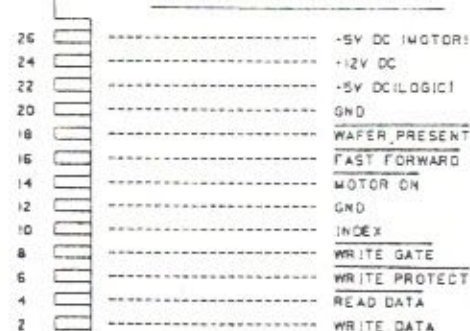 26 -5V DC (MOTOR)
24 -12V DC
22 -5V DC(LOGIC)
20 GND
18 WAFER PRESENT
16 FAST FORWARD
14 MOTOR ON
12 GND
10 INDEX
8 WRITE GATE
6 WRITE PROTECT
4 READ DATA
2 WRITE DATA